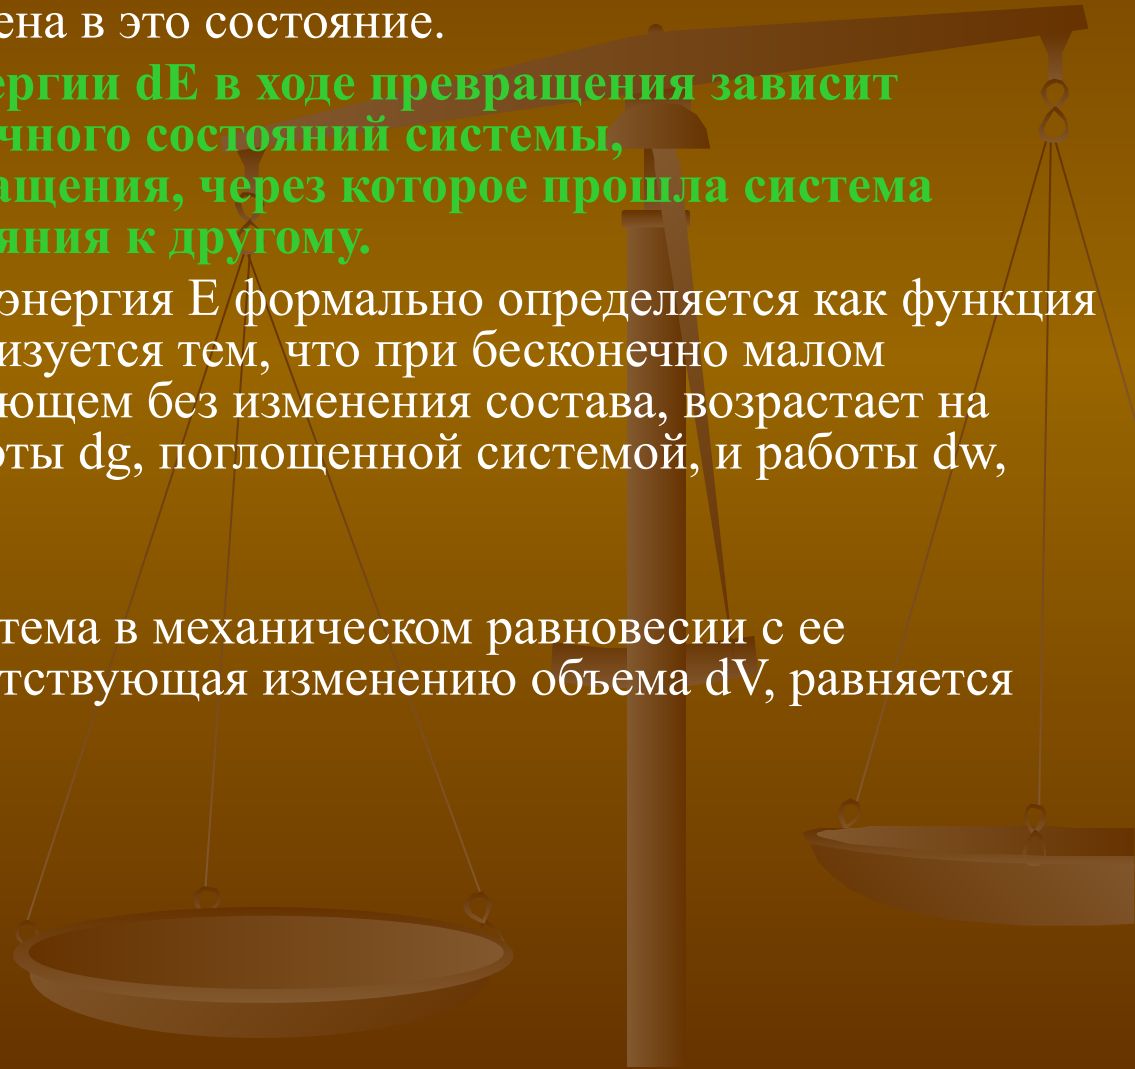 ена в это состояние.
ергии dE в ходе превращения зависит
чного состояний системы,
ащения, через которое прошла система
яния к другому.
энергия E формально определяется как функция
изуется тем, что при бесконечно малом
ющем без изменения состава, возрастает на
оты dg, поглощенной системой, и работы dw,
тема в механическом равновесии с ее
тствующая изменению объема dV, равняется